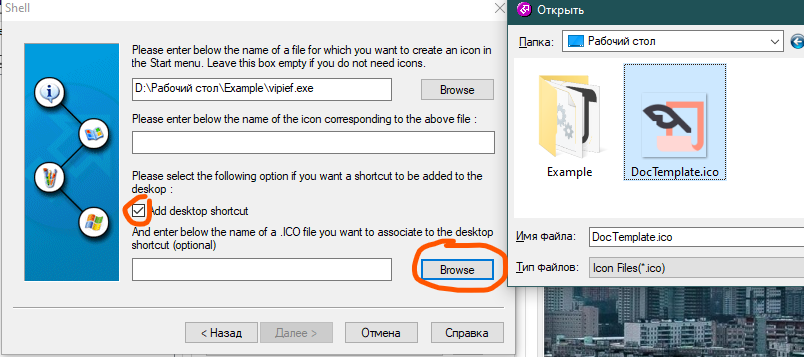 Shell
Please enter below the name of a file for which you want to create an icon in
the Start menu. Leave this box empty if you do not need icons.
D:\Рабочий стол\Example\vipief.exe
Browse
Please enter below the name of the icon corresponding to the above file :
Please select the following option if you want a shortcut to be added to the
deskop :
Add desktop shortcut
And enter below the name of a .ICO file you want to associate to the desktop
shortcut (optional)
Browse
< Назад
Далее >
Отмена
Справка
Открыть
Папка:
Рабочий стол
Example
DocTemplate.ico
Имя файла:
DocTemplate.ico
Тип файлов:
Icon Files(*.ico)